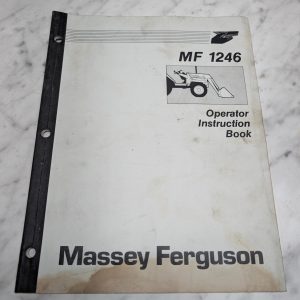 MF 1246
Operator
Instruction
Book
Massey Ferguson